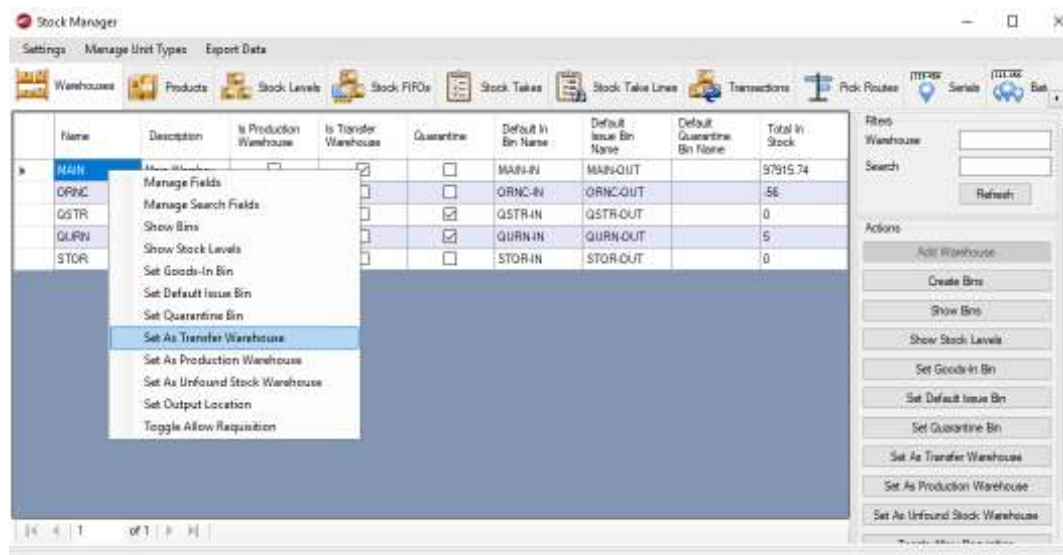 Stock Manager
Settings Manage Unit Types Export Data
Warehouses Products Stock Levels Stock FIFOs Stock Takes Stock Take Lines Transactions Pick Routes Serials Bat
Name Description Is Production Warehouse Is Transfer Warehouse Quarantine Default In Bin Name Default Issue Bin Name Default Quarantine Bin Name Total In Stock
MAIN MAIN-IN MAIN-OUT 97915.74
ORNC ORNC-IN ORNC-OUT -56
QSTR QSTR-IN QSTR-OUT 0
QURN QURN-IN QURN-OUT 5
STOR STOR-IN STOR-OUT 0
Manage Fields
Manage Search Fields
Show Bins
Show Stock Levels
Set Goods-In Bin
Set Default Issue Bin
Set Quarantine Bin
Set As Transfer Warehouse
Set As Production Warehouse
Set As Unfound Stock Warehouse
Set Output Location
Toggle Allow Requisition
Filters
Warehouse
Search
Refresh
Actions
Add Warehouse
Create Bins
Show Bins
Show Stock Levels
Set Goods-In Bin
Set Default Issue Bin
Set Quarantine Bin
Set As Transfer Warehouse
Set As Production Warehouse
Set As Unfound Stock Warehouse
1 of 1